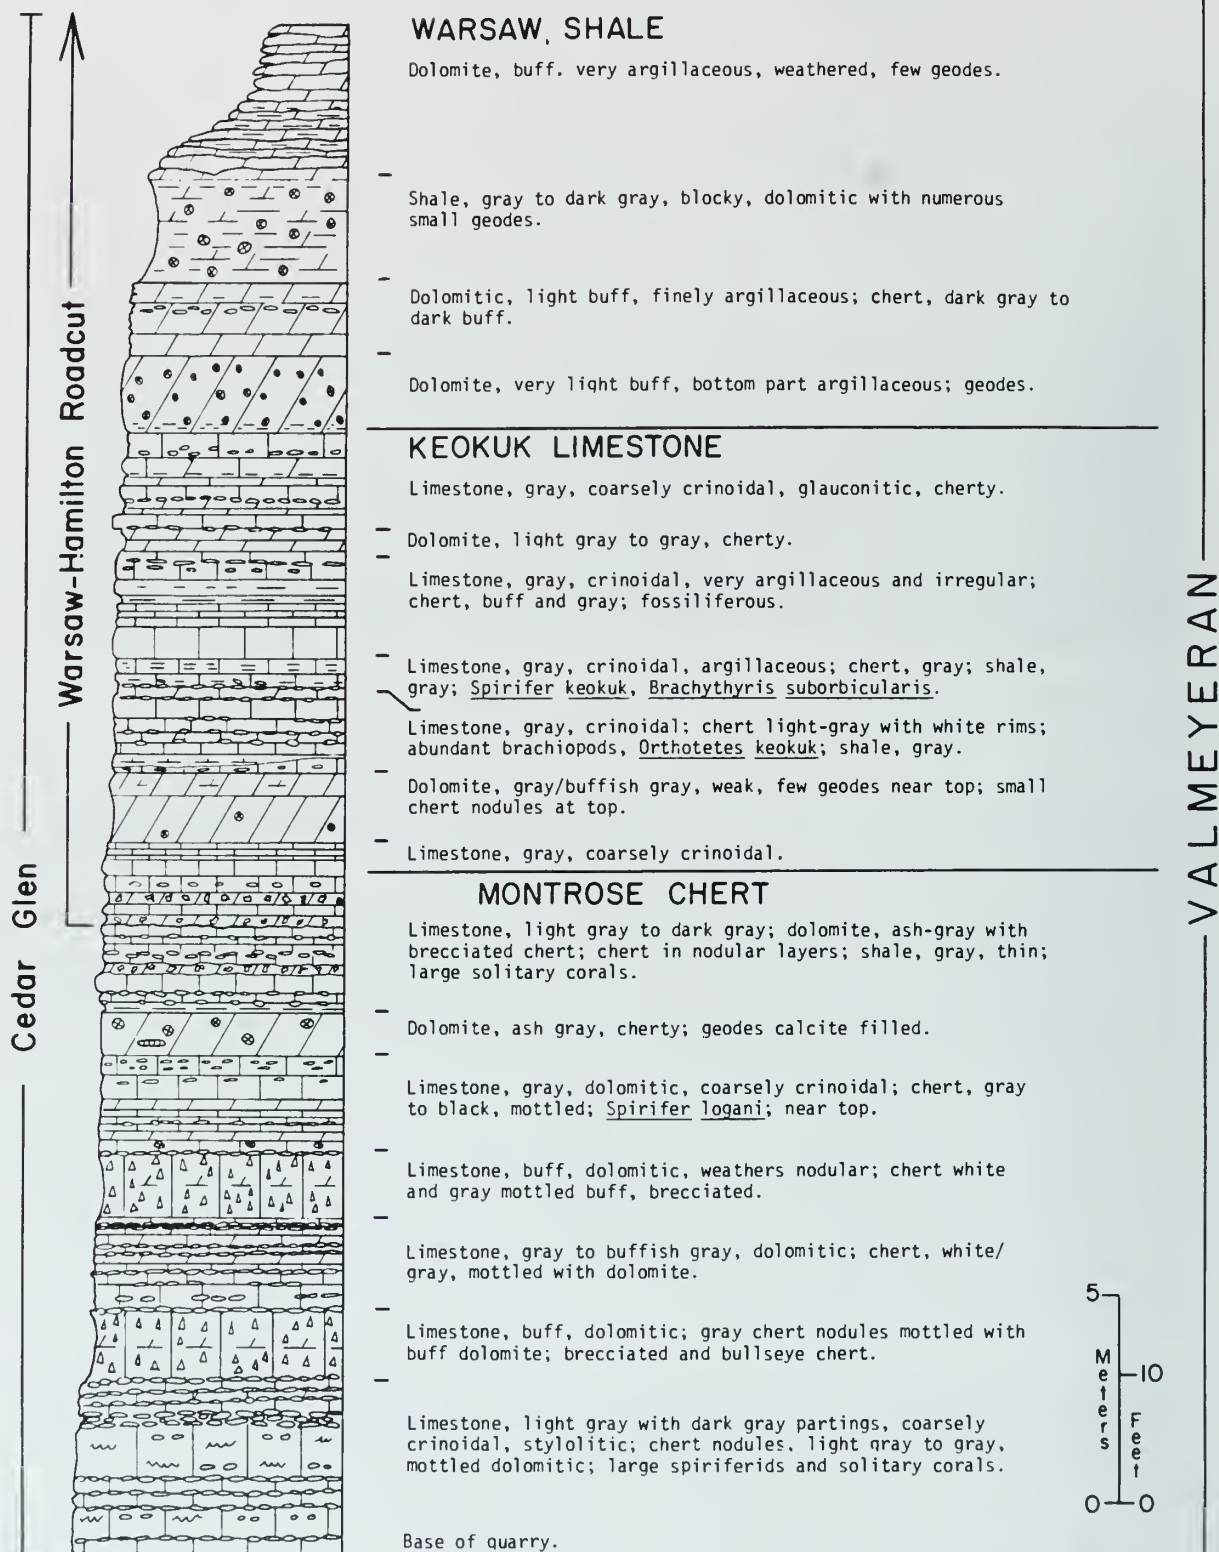 WARSAW SHALE
Dolomite, buff. very argillaceous, weathered, few geodes.
Shale, gray to dark gray, blocky, dolomitic with numerous
small geodes.
Dolomitic, light buff, finely argillaceous; chert, dark gray to
dark buff.
Dolomite, very light buff, bottom part argillaceous; geodes.
KEOKUK LIMESTONE
Limestone, gray, coarsely crinoidal, glauconitic, cherty.
Dolomite, light gray to gray, cherty.
Limestone, gray, crinoidal, very argillaceous and irregular;
chert, buff and gray; fossiliferous.
Limestone, gray, crinoidal, argillaceous; chert, gray; shale,
gray; Spirifer keokuk, Brachythyris suborbicularis.
Limestone, gray, crinoidal; chert light-gray with white rims;
abundant brachiopods, Orthotetes keokuk; shale, gray.
Dolomite, gray/buffish gray, weak, few geodes near top; small
chert nodules at top.
Limestone, gray, coarsely crinoidal.
MONTROSE CHERT
Limestone, light gray to dark gray; dolomite, ash-gray with
brecciated chert; chert in nodular layers; shale, gray, thin;
large solitary corals.
Dolomite, ash gray, cherty; geodes calcite filled.
Limestone, gray, dolomitic, coarsely crinoidal; chert, gray
to black, mottled; Spirifer logani; near top.
Limestone, buff, dolomitic, weathers nodular; chert white
and gray mottled buff, brecciated.
Limestone, gray to buffish gray, dolomitic; chert, white/
gray, mottled with dolomite.
Limestone, buff, dolomitic; gray chert nodules mottled with
buff dolomite; brecciated and bullseye chert.
Limestone, light gray with dark gray partings, coarsely
crinoidal, stylolitic; chert nodules, light gray to gray,
mottled dolomitic; large spiriferids and solitary corals.
Base of quarry.
Cedar Glen
Warsaw-Hamilton Roadcut
VALMEYERAN
5
10
Meters
Feet
0 0